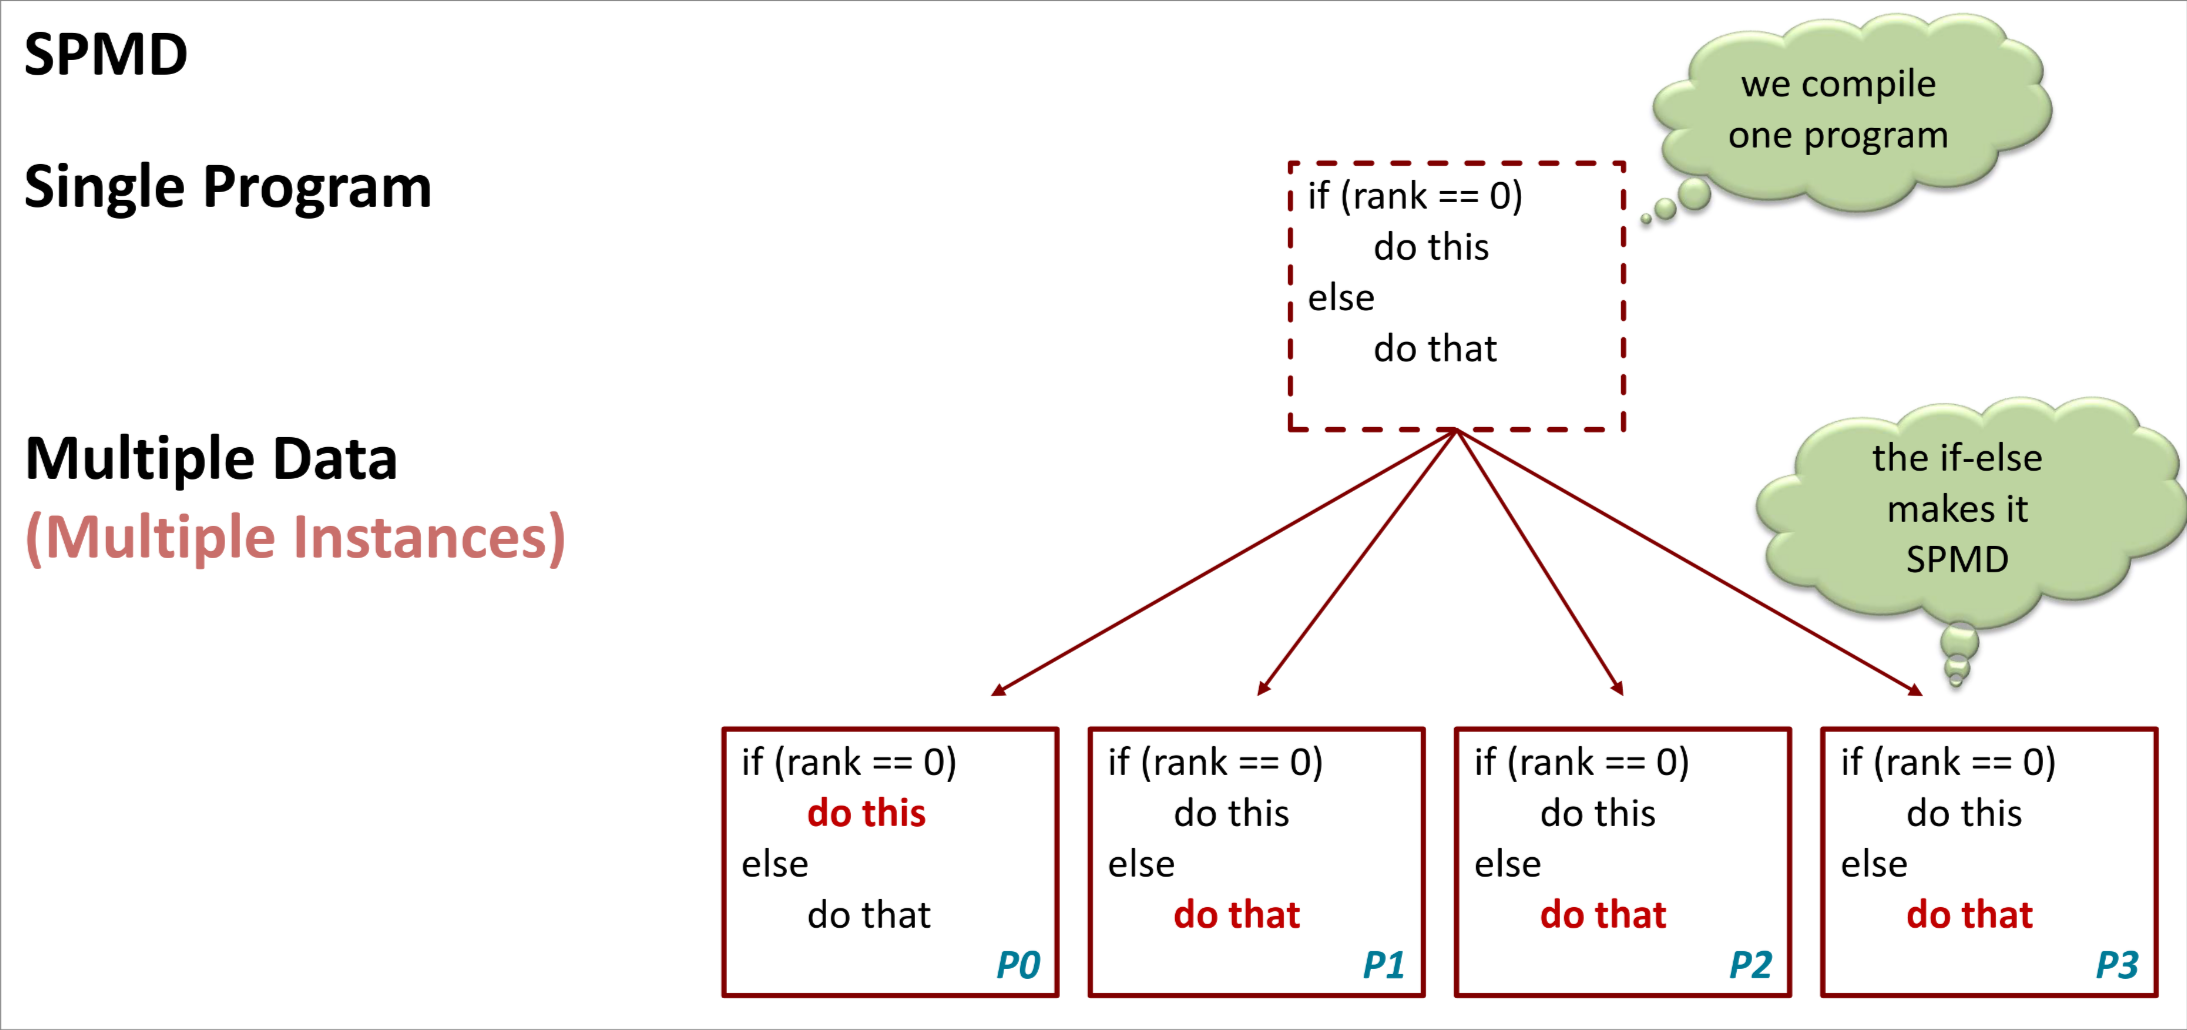 SPMD
we compile
one program
Single Program
if (rank == 0)
do this
else
do that
Multiple Data
(Multiple Instances)
the if-else
makes it
SPMD
if (rank == 0)
do this
else
do that
P0
if (rank == 0)
do this
else
do that
P1
if (rank == 0)
do this
else
do that
P2
if (rank == 0)
do this
else
do that
P3